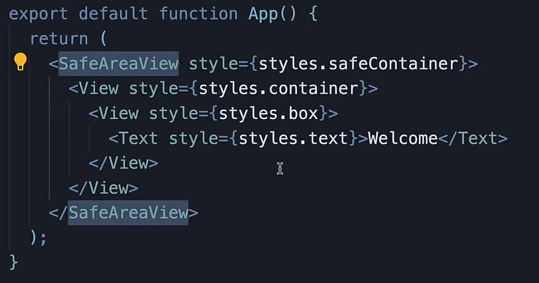 export default function App() {
return (
<SafeAreaView style={styles.safeContainer}>
<View style={styles.container}>
<View style={styles.box}>
<Text style={styles.text}>Welcome</Text>
</View>
</View>
</SafeAreaView>
);
}